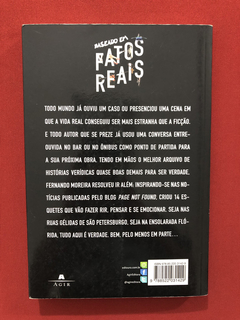 BASEADO EM
FATOS
REAIS
TODO MUNDO JÁ OUVIU UM CASO OU PRESENCIOU UMA CENA EM
QUE A VIDA REAL CONSEGUIU SER MAIS ESTRANHA QUE A FICÇÃO.
E TODO AUTOR QUE SE PREZE JÁ USOU UMA CONVERSA ENTRE-
OUVIDA NO BAR OU NO ÔNIBUS COMO PONTO DE PARTIDA PARA
A SUA PRÓXIMA OBRA. TENDO EM MÃOS O MELHOR ARQUIVO DE
HISTÓRIAS VERÍDICAS QUASE BOAS DEMAIS PARA SER VERDADE,
FERNANDO MOREIRA RESOLVEU IR ALÉM. INSPIRANDO-SE NAS NO-
TÍCIAS PUBLICADAS PELO BLOG PAGE NOT FOUND, CRIOU 14 ES-
QUETES QUE VÃO FAZER RIR, PENSAR E SE EMOCIONAR. SEJA NAS
RUAS GÉLIDAS DE SÃO PETERSBURGO, SEJA NA ENSOLARADA FLÓ-
RIDA, TUDO AQUI É VERDADE. BEM, PELO MENOS EM PARTE...
A
AGIR